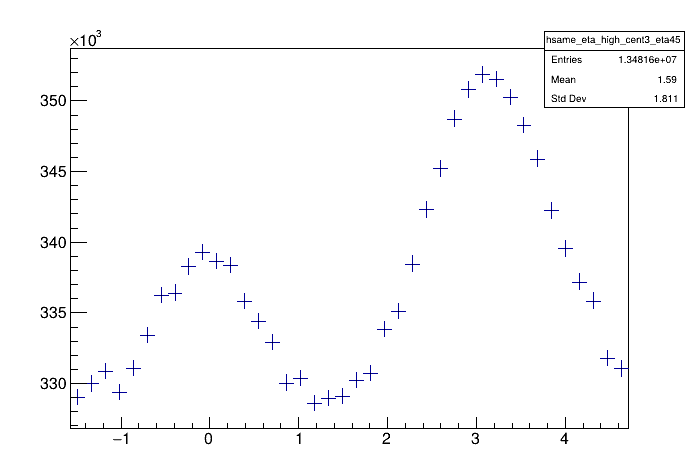 ×10³
hsame_eta_high_cent3_eta45
Entries 1.34816e+07
Mean 1.59
Std Dev 1.811
350
345
340
335
330
−1 0 1 2 3 4